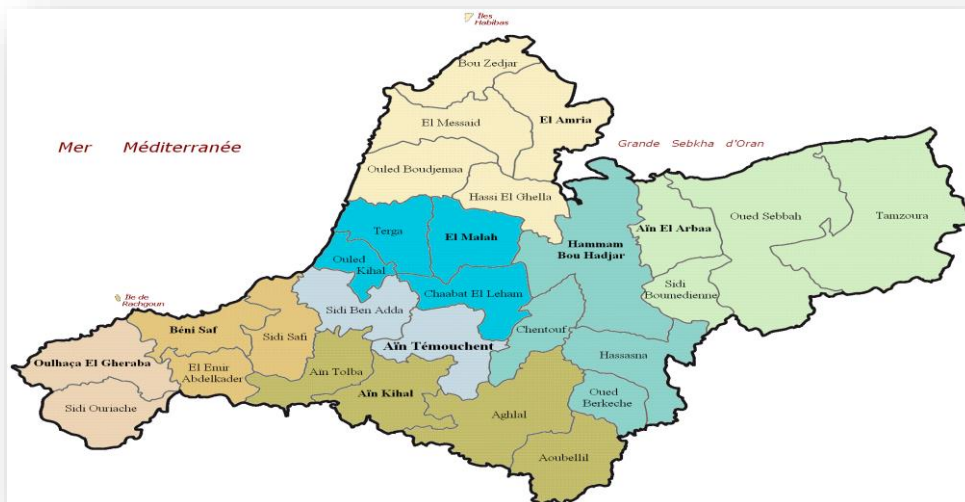 Îles
Habibas
Bou Zedjar
El Messaid
El Amria
Mer Méditerranée
Grande Sebkha d'Oran
Ouled Boudjemaa
Hassi El Ghella
Terga
El Malah
Hammam
Bou Hadjar
Aïn El Arbaa
Oued Sebbah
Tamzoura
Ouled
Kihal
Chaabat El Leham
Sidi
Boumedienne
Île de
Rachgoun
Sidi Ben Adda
Béni Saf
Sidi Safi
Chentouf
Aïn Témouchent
Hassasna
Oulhaça El Gheraba
El Emir
Abdelkader
Aïn Tolba
Aïn Kihal
Oued
Berkeche
Sidi Ouriache
Aghlal
Aoubellil